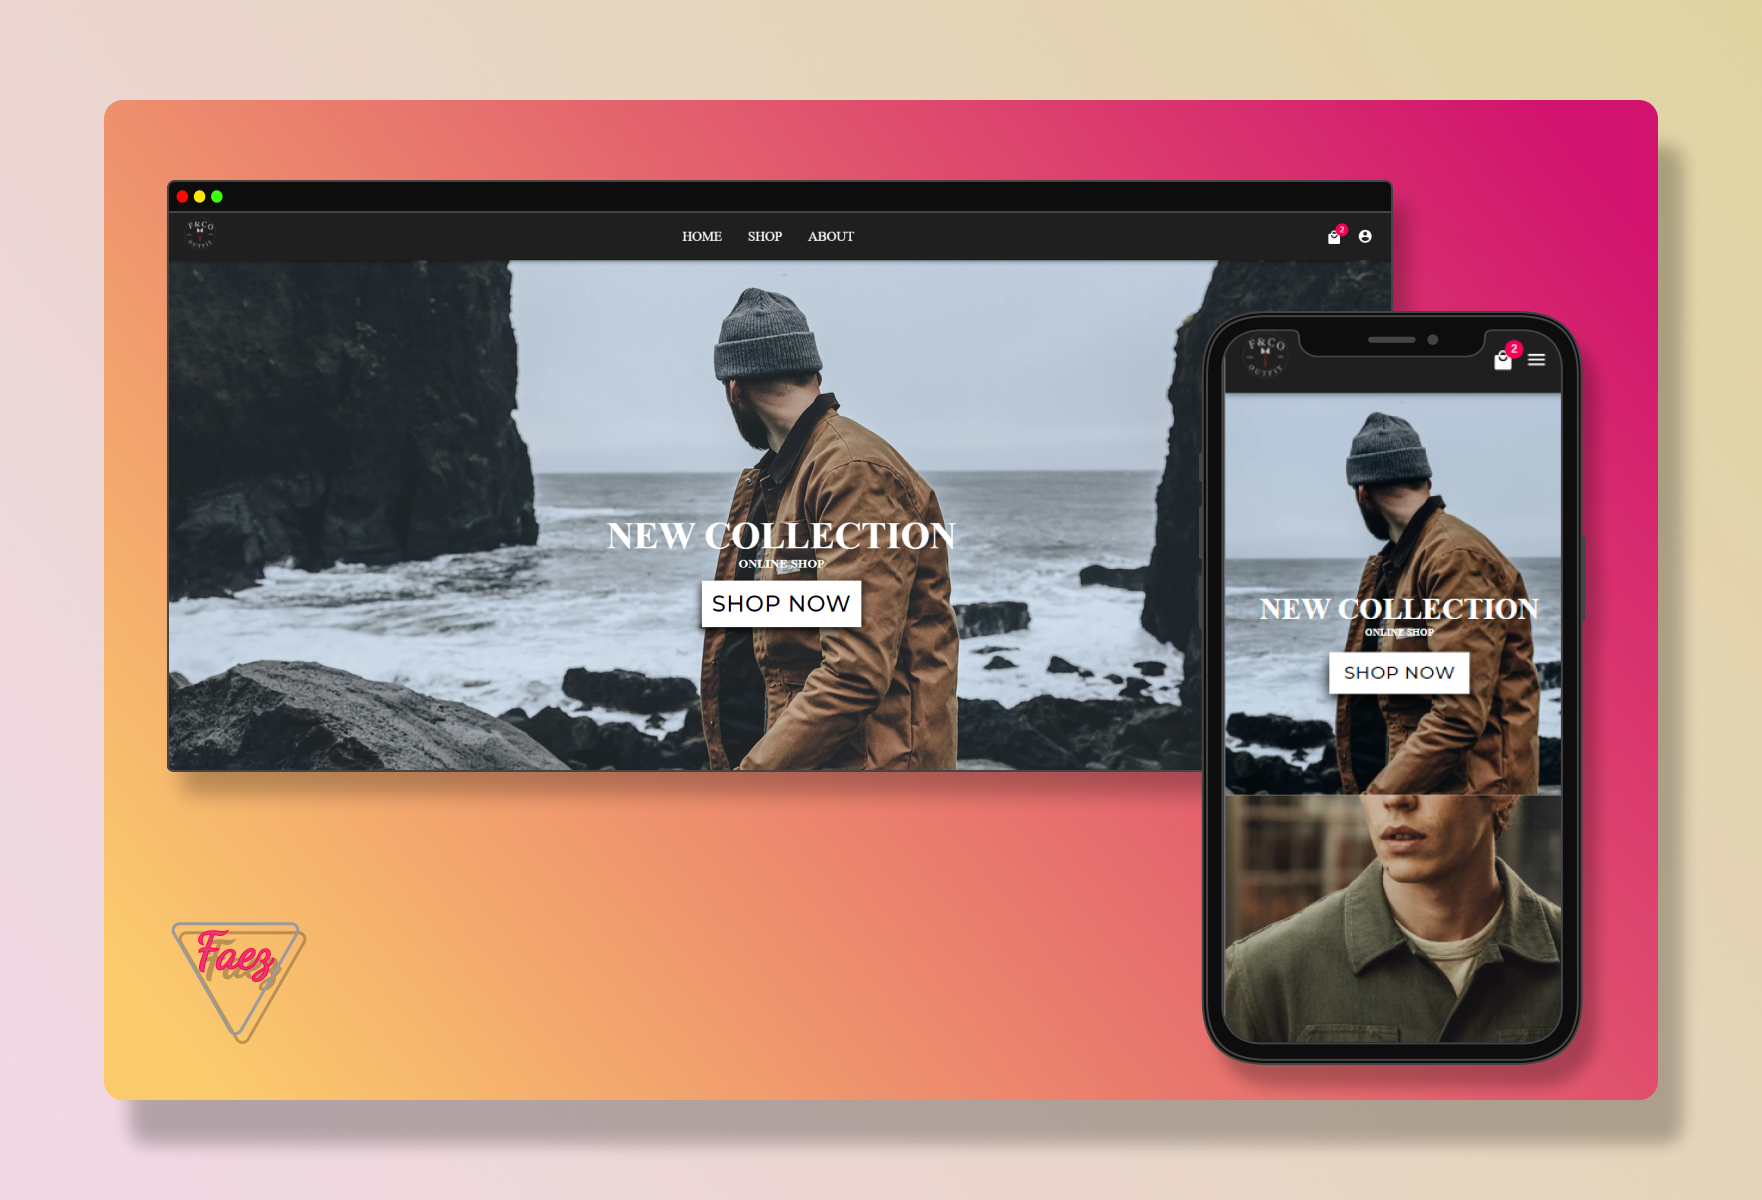 F&CO
OUTFIT
HOME SHOP ABOUT
2
NEW COLLECTION
ONLINE SHOP
SHOP NOW
F&CO
OUTFIT
2
NEW COLLECTION
ONLINE SHOP
SHOP NOW
Faez